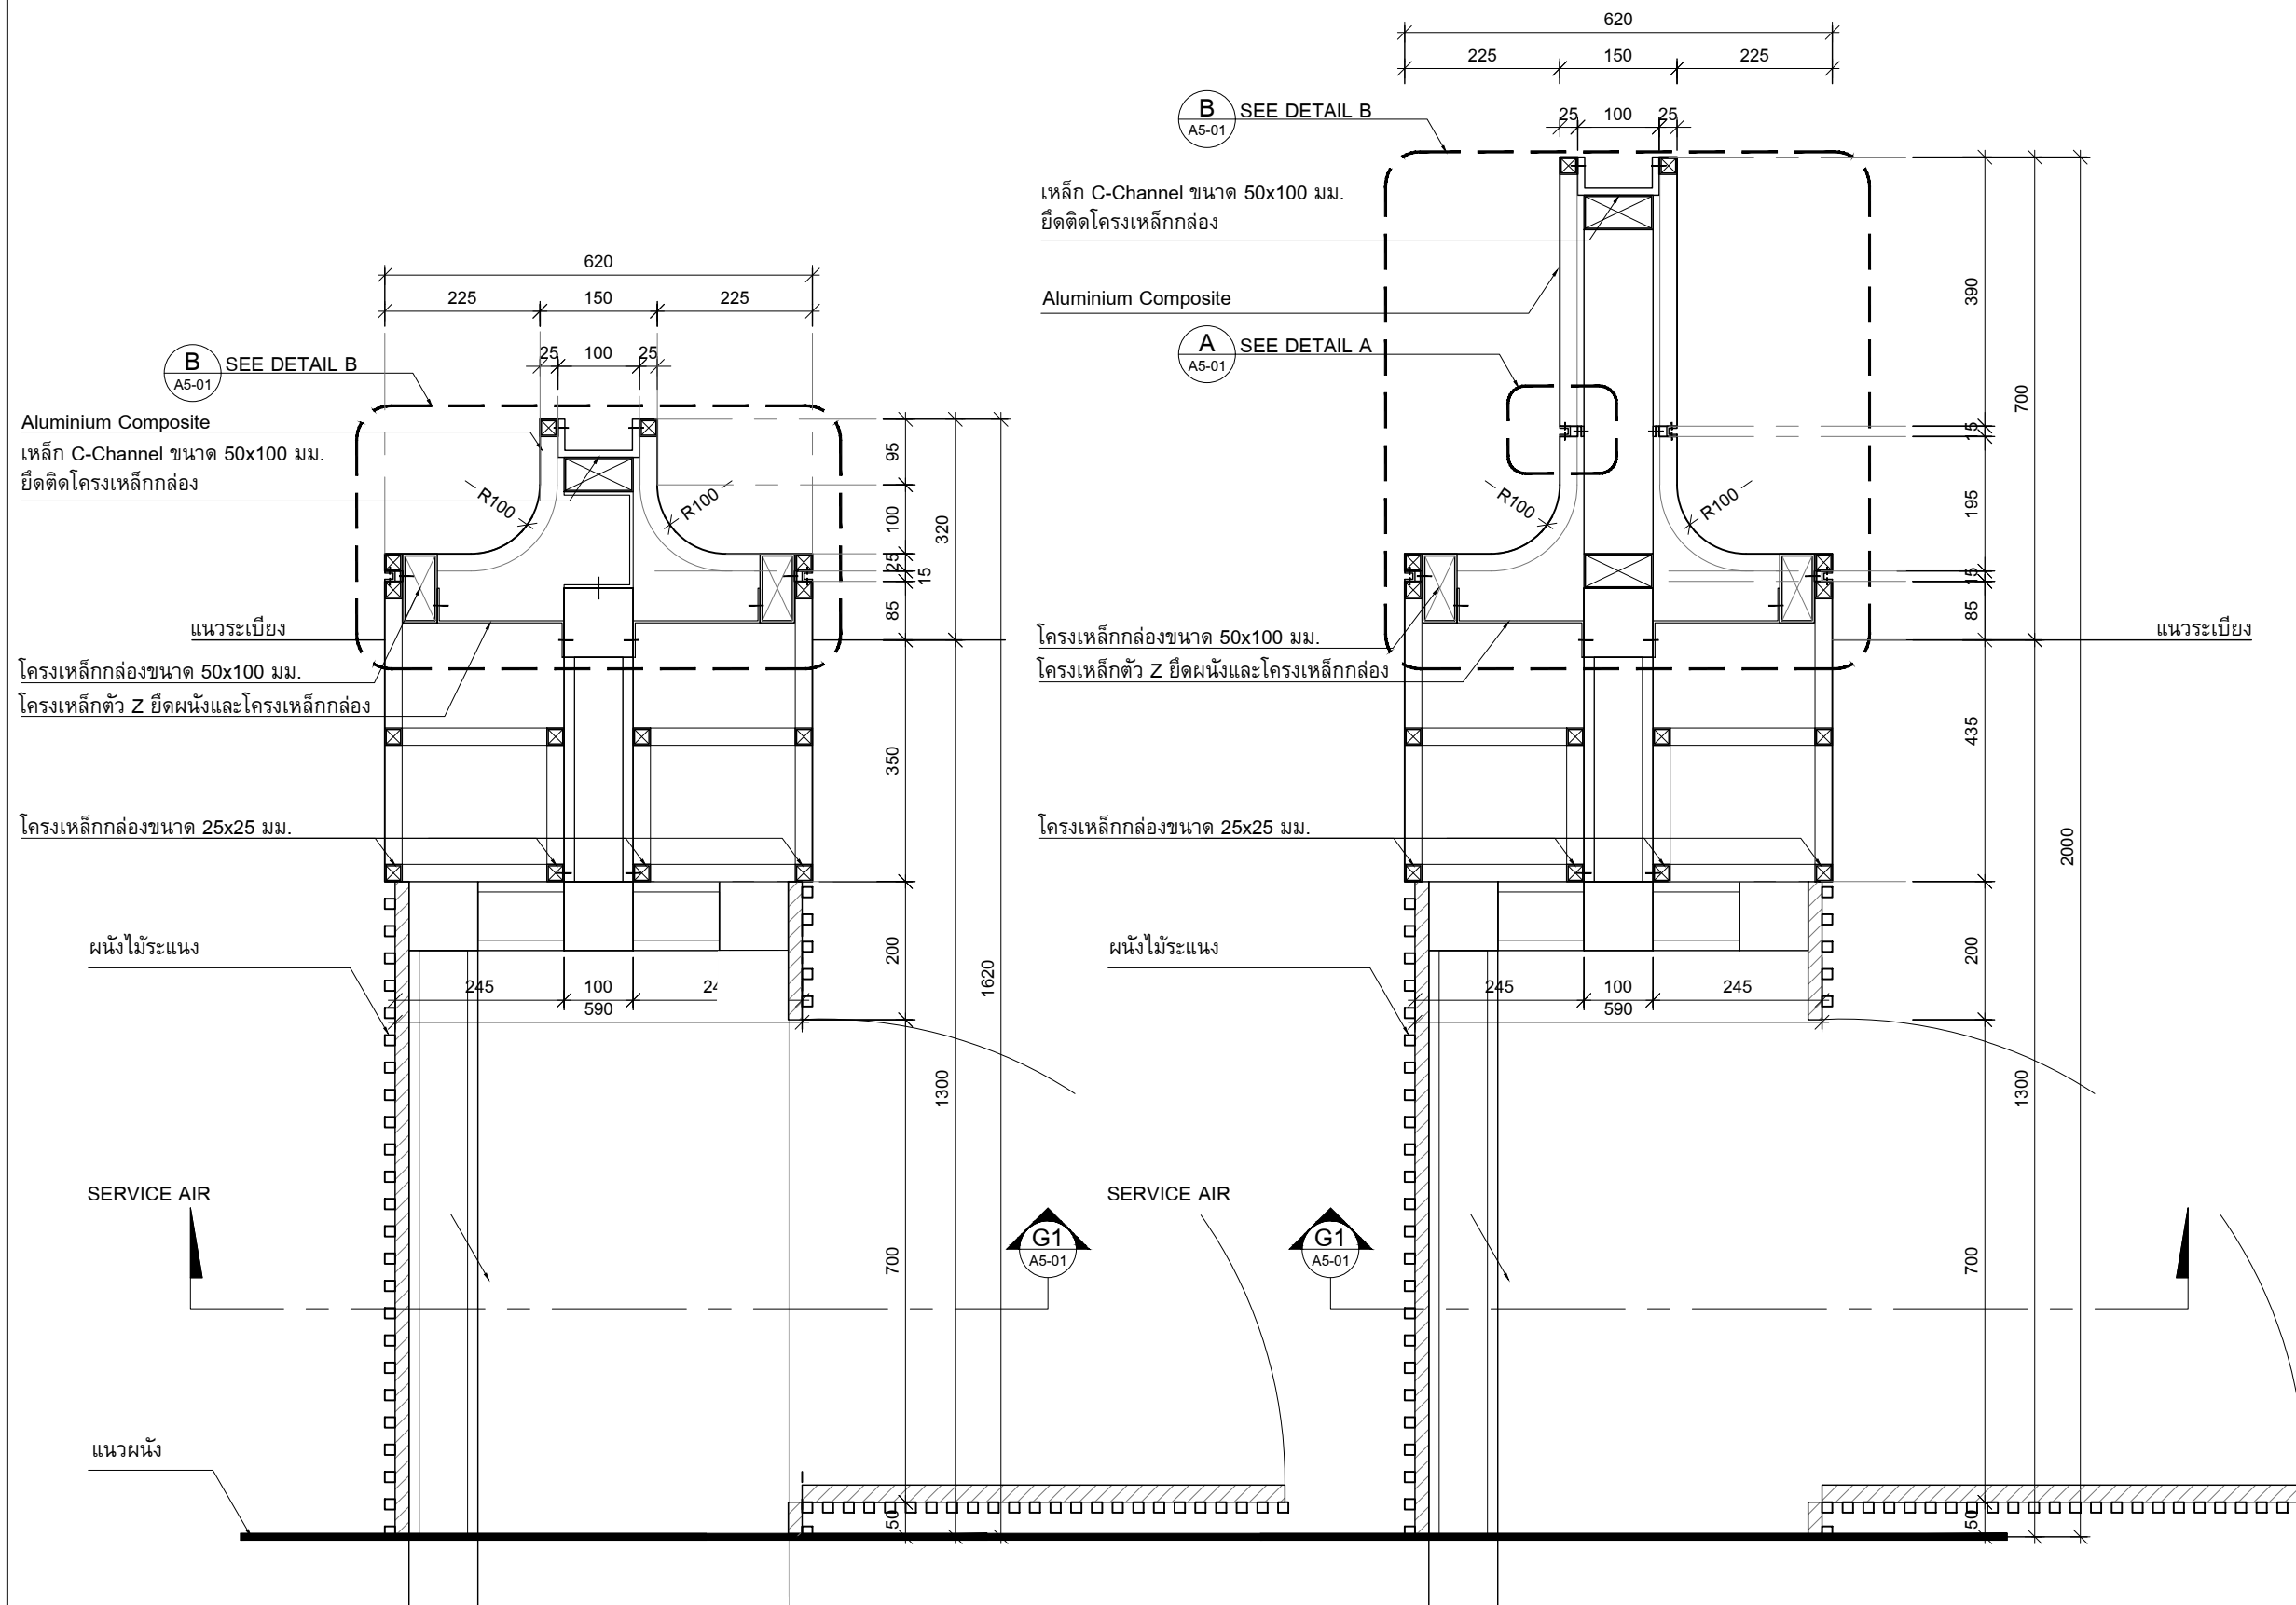 620
225
150
225
25
100
25
B
A5-01
SEE DETAIL B
Aluminium Composite
เหล็ก C-Channel ขนาด 50x100 มม.
ยึดติดโครงเหล็กกล่อง
R100
R100
95
100
25
15
85
320
1620
แนวระเบียง
โครงเหล็กกล่องขนาด 50x100 มม.
โครงเหล็กตัว Z ยึดผนังและโครงเหล็กกล่อง
350
โครงเหล็กกล่องขนาด 25x25 มม.
ผนังไม้ระแนง
200
245
100
590
1300
SERVICE AIR
G1
A5-01
700
แนวผนัง
50
620
225
150
225
25
100
25
B
A5-01
SEE DETAIL B
เหล็ก C-Channel ขนาด 50x100 มม.
ยึดติดโครงเหล็กกล่อง
Aluminium Composite
A
A5-01
SEE DETAIL A
R100
R100
390
15
195
15
85
700
2000
แนวระเบียง
โครงเหล็กกล่องขนาด 50x100 มม.
โครงเหล็กตัว Z ยึดผนังและโครงเหล็กกล่อง
435
โครงเหล็กกล่องขนาด 25x25 มม.
ผนังไม้ระแนง
200
245
100
245
590
1300
SERVICE AIR
G1
A5-01
700
50